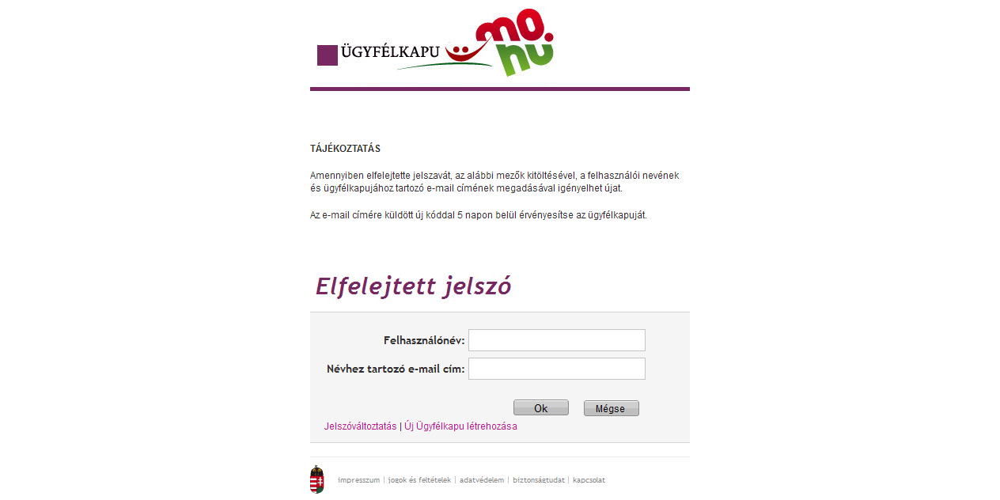 ÜGYFÉLKAPU
mo.
hu
TÁJÉKOZTATÁS
Amennyiben elfelejtette jelszavát, az alábbi mezők kitöltésével, a felhasználói nevének
és ügyfélkapujához tartozó e-mail címének megadásával igényelhet újat.
Az e-mail címére küldött új kóddal 5 napon belül érvényesítse az ügyfélkapuját.
Elfelejtett jelszó
Felhasználónév:
Névhez tartozó e-mail cím:
Ok Mégse
Jelszóváltoztatás | Új Ügyfélkapu létrehozása
impresszum | jogok és feltételek | adatvédelem | biztonságtudat | kapcsolat